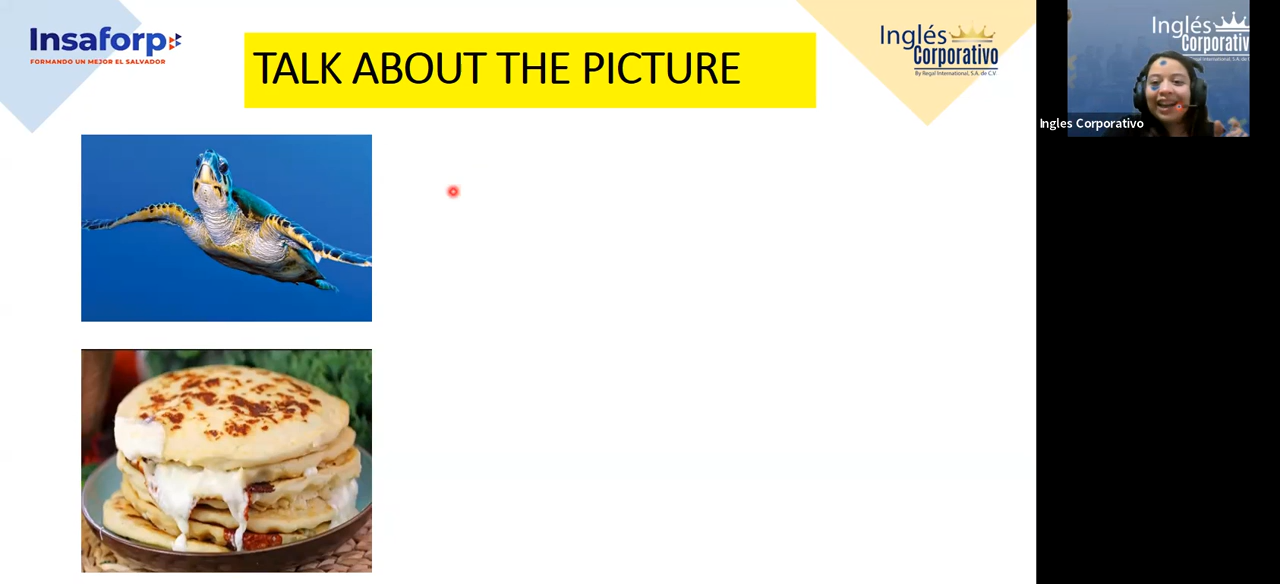 Insaforp
FORMANDO UN MEJOR EL SALVADOR
TALK ABOUT THE PICTURE
Inglés
Corporativo
By Regal International, S.A. de C.V
Inglés
Corporativ
Ingles Corporativo